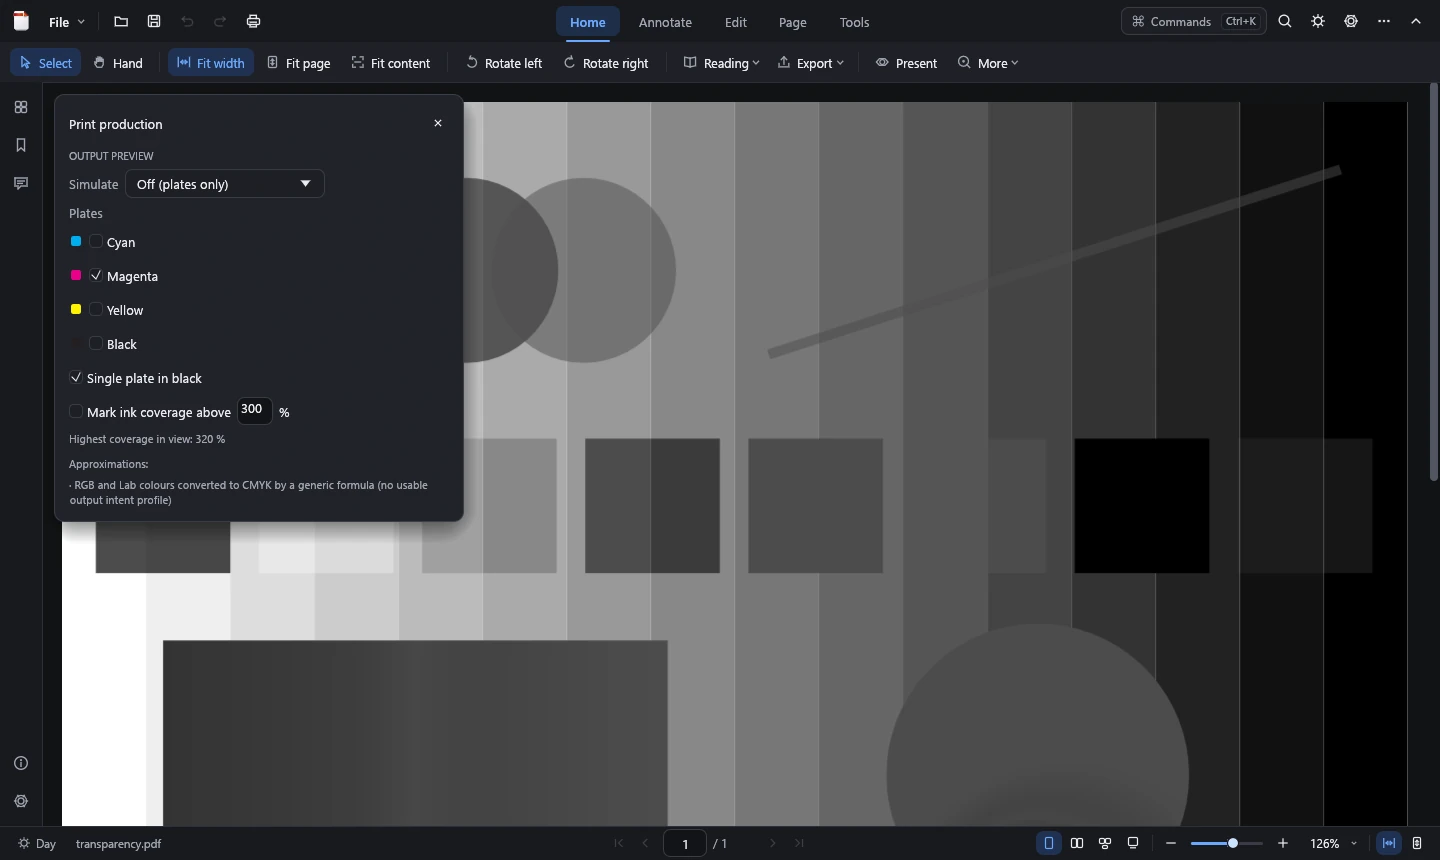 File
Home
Annotate
Edit
Page
Tools
Commands
Ctrl+K
Select
Hand
Fit width
Fit page
Fit content
Rotate left
Rotate right
Reading
Export
Present
More
Print production
OUTPUT PREVIEW
Simulate
Off (plates only)
Plates
Cyan
Magenta
Yellow
Black
Single plate in black
Mark ink coverage above 300 %
Highest coverage in view: 320 %
Approximations:
· RGB and Lab colours converted to CMYK by a generic formula (no usable
output intent profile)
Day
transparency.pdf
1 / 1
126%